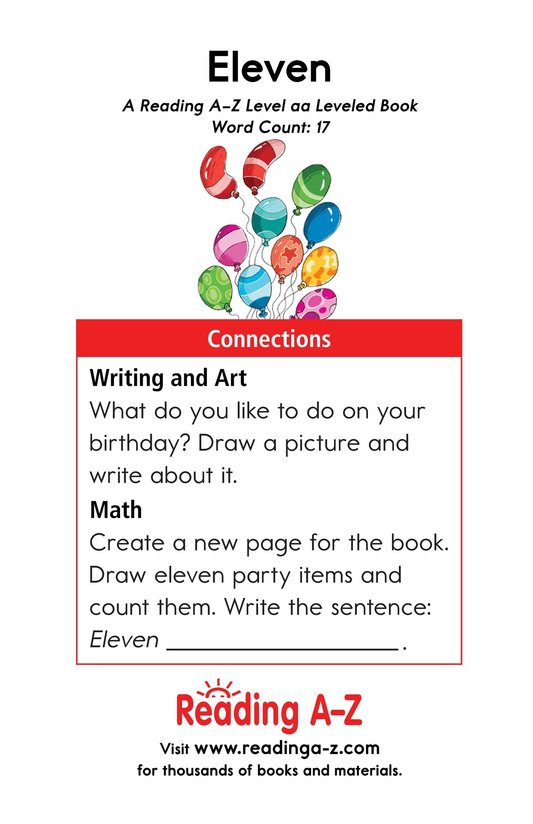 Eleven
A Reading A–Z Level aa Leveled Book
Word Count: 17
Connections
Writing and Art
What do you like to do on your
birthday? Draw a picture and
write about it.
Math
Create a new page for the book.
Draw eleven party items and
count them. Write the sentence:
Eleven ____________________.
Reading A–Z
Visit www.readinga-z.com
for thousands of books and materials.